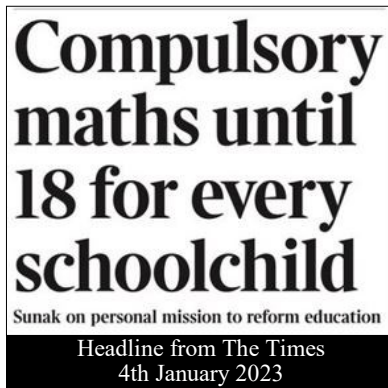 Compulsory
maths until
18 for every
schoolchild
Sunak on personal mission to reform education
Headline from The Times
4th January 2023